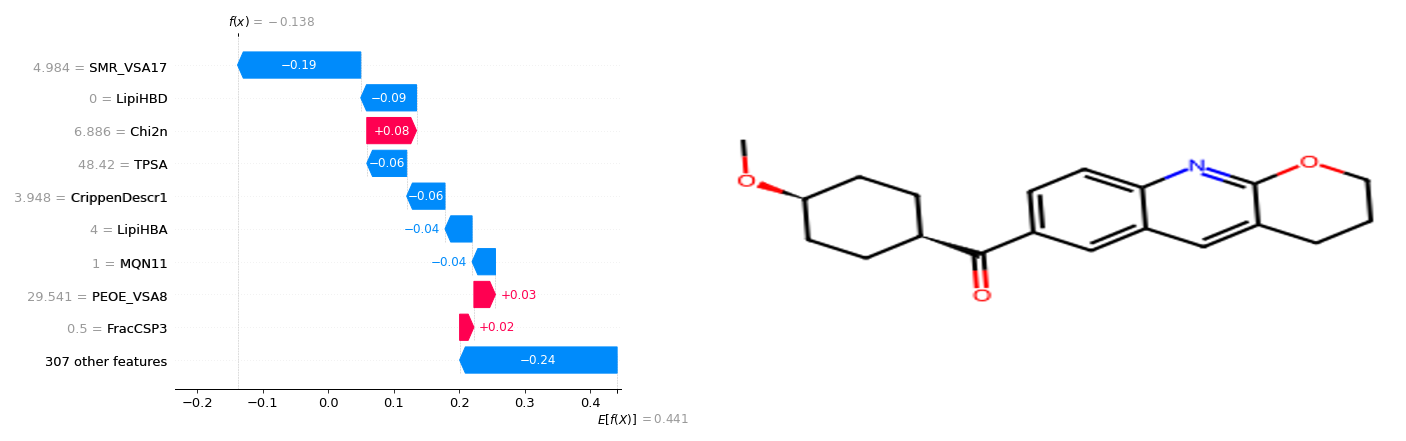 f(x) = −0.138
4.984 = SMR_VSA17
−0.19
0 = LipiHBD
−0.09
6.886 = Chi2n
+0.08
48.42 = TPSA
−0.06
3.948 = CrippenDescr1
−0.06
4 = LipiHBA
−0.04
1 = MQN11
−0.04
29.541 = PEOE_VSA8
+0.03
0.5 = FracCSP3
+0.02
307 other features
−0.24
−0.2 −0.1 0.0 0.1 0.2 0.3 0.4
E[f(X)] = 0.441
O
O
N
O